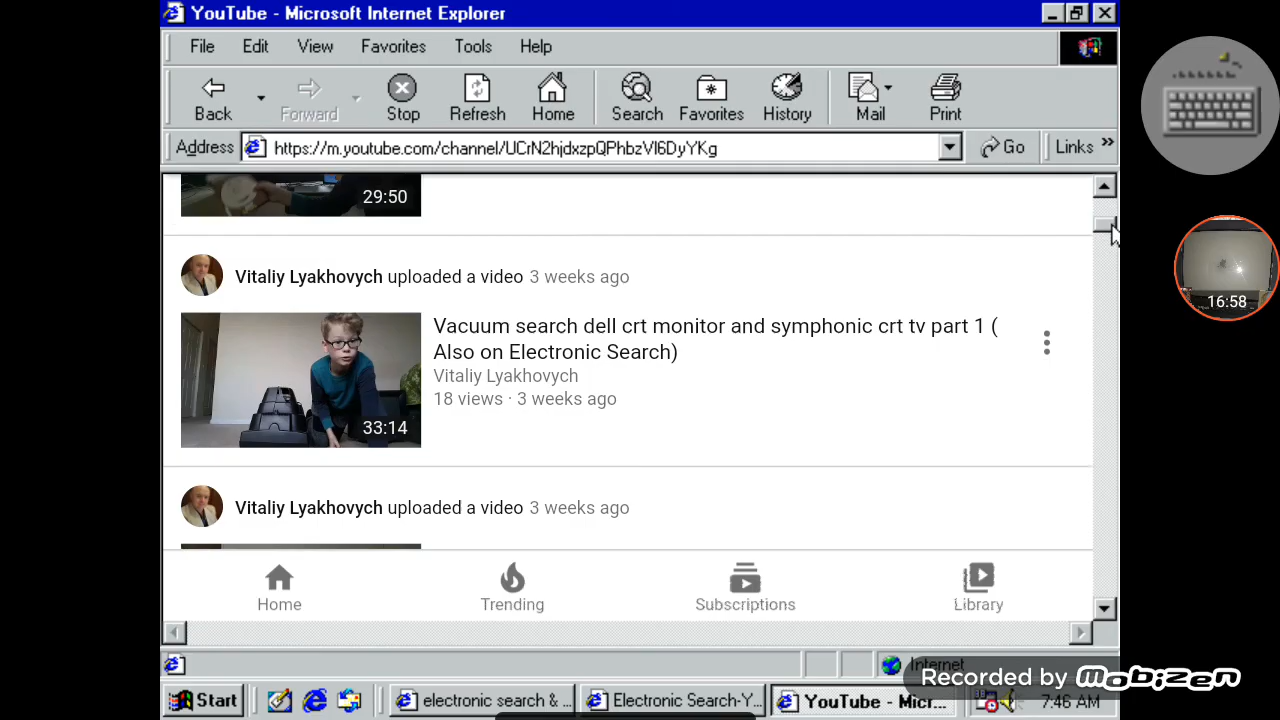 YouTube - Microsoft Internet Explorer
File Edit View Favorites Tools Help
Back Forward Stop Refresh Home Search Favorites History Mail Print
Address https://m.youtube.com/channel/UCrN2hjdxzpQPhbzVl6DyYKg Go Links »
29:50
Vitaliy Lyakhovych uploaded a video 3 weeks ago
Vacuum search dell crt monitor and symphonic crt tv part 1 (
Also on Electronic Search)
Vitaliy Lyakhovych
18 views · 3 weeks ago
33:14
Vitaliy Lyakhovych uploaded a video 3 weeks ago
Home Trending Subscriptions Library
Internet
Recorded by mobizen
Start electronic search & ... Electronic Search-Y... YouTube - Micr... 7:46 AM
16:58